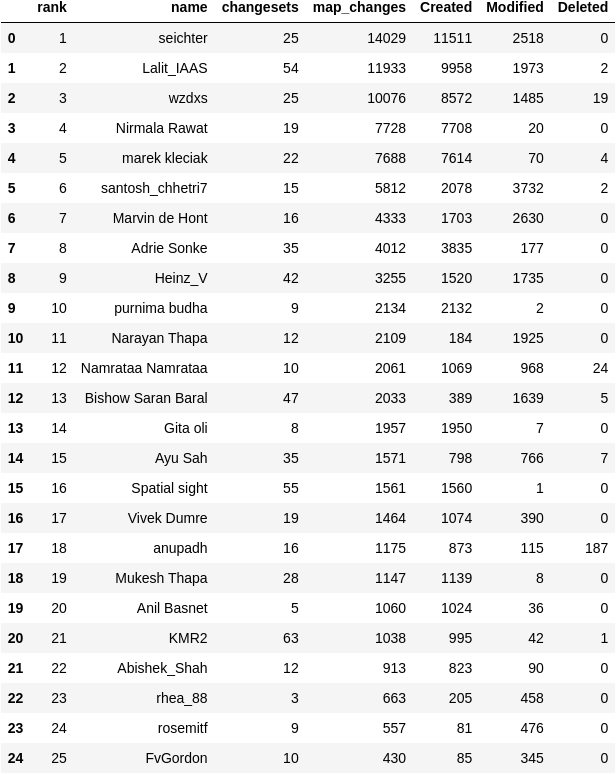 rank name changesets map_changes Created Modified Deleted
0 1 seichter 25 14029 11511 2518 0
1 2 Lalit_IAAS 54 11933 9958 1973 2
2 3 wzdxs 25 10076 8572 1485 19
3 4 Nirmala Rawat 19 7728 7708 20 0
4 5 marek kleciak 22 7688 7614 70 4
5 6 santosh_chhetri7 15 5812 2078 3732 2
6 7 Marvin de Hont 16 4333 1703 2630 0
7 8 Adrie Sonke 35 4012 3835 177 0
8 9 Heinz_V 42 3255 1520 1735 0
9 10 purnima budha 9 2134 2132 2 0
10 11 Narayan Thapa 12 2109 184 1925 0
11 12 Namrataa Namrataa 10 2061 1069 968 24
12 13 Bishow Saran Baral 47 2033 389 1639 5
13 14 Gita oli 8 1957 1950 7 0
14 15 Ayu Sah 35 1571 798 766 7
15 16 Spatial sight 55 1561 1560 1 0
16 17 Vivek Dumre 19 1464 1074 390 0
17 18 anupadh 16 1175 873 115 187
18 19 Mukesh Thapa 28 1147 1139 8 0
19 20 Anil Basnet 5 1060 1024 36 0
20 21 KMR2 63 1038 995 42 1
21 22 Abishek_Shah 12 913 823 90 0
22 23 rhea_88 3 663 205 458 0
23 24 rosemitf 9 557 81 476 0
24 25 FvGordon 10 430 85 345 0